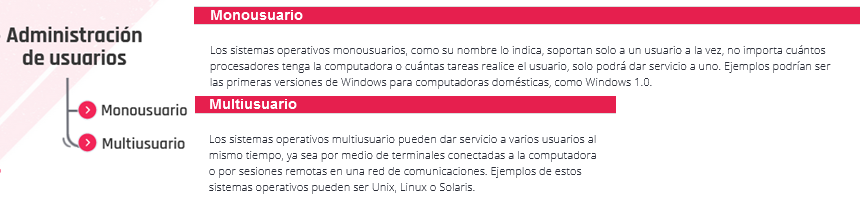 Administración
de usuarios
Monousuario
Multiusuario
Monousuario
Los sistemas operativos monousuarios, como su nombre lo indica, soportan solo a un usuario a la vez, no importa cuántos
procesadores tenga la computadora o cuántas tareas realice el usuario, solo podrá dar servicio a uno. Ejemplos podrían ser
las primeras versiones de Windows para computadoras domésticas, como Windows 1.0.
Multiusuario
Los sistemas operativos multiusuario pueden dar servicio a varios usuarios al
mismo tiempo, ya sea por medio de terminales conectadas a la computadora
o por sesiones remotas en una red de comunicaciones. Ejemplos de estos
sistemas operativos pueden ser Unix, Linux o Solaris.